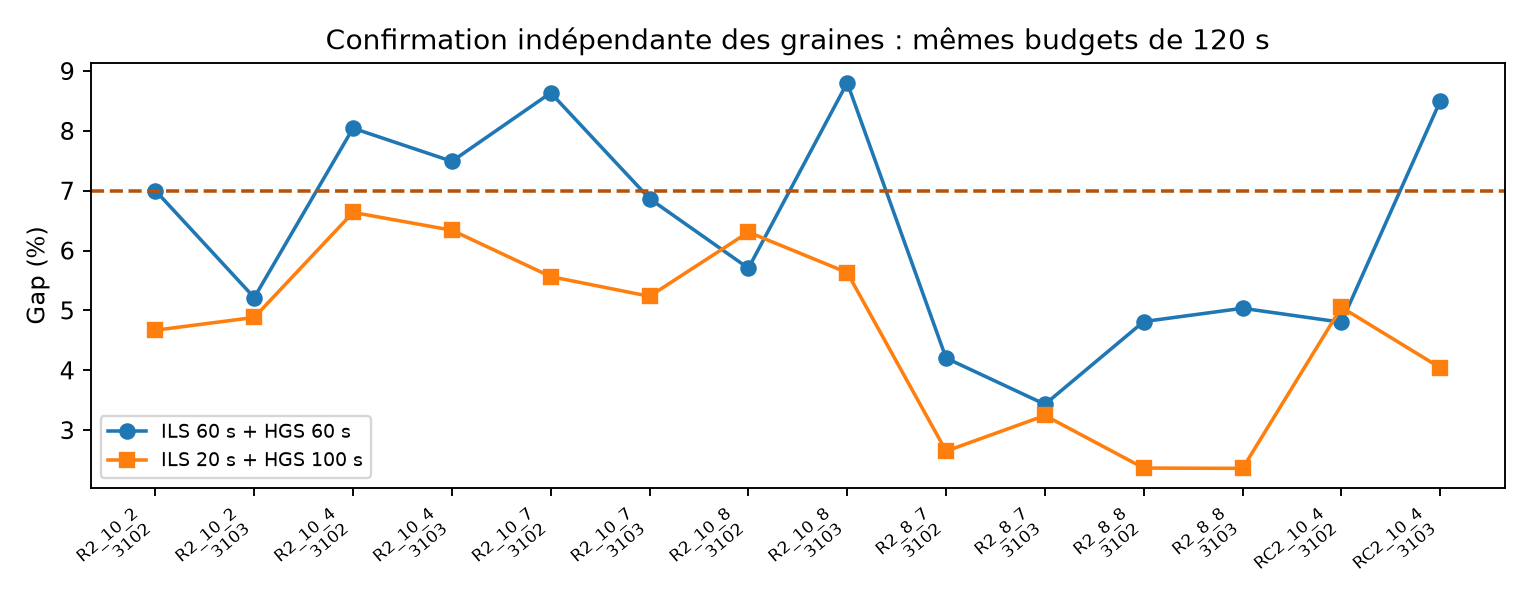 Confirmation indépendante des graines : mêmes budgets de 120 s
Gap (%)
9
8
7
6
5
4
3
ILS 60 s + HGS 60 s
ILS 20 s + HGS 100 s
R2_10_2
3102
R2_10_2
3103
R2_10_4
3102
R2_10_4
3103
R2_10_7
3102
R2_10_7
3103
R2_10_8
3102
R2_10_8
3103
R2_8_7
3102
R2_8_7
3103
R2_8_8
3102
R2_8_8
3103
RC2_10_4
3102
RC2_10_4
3103